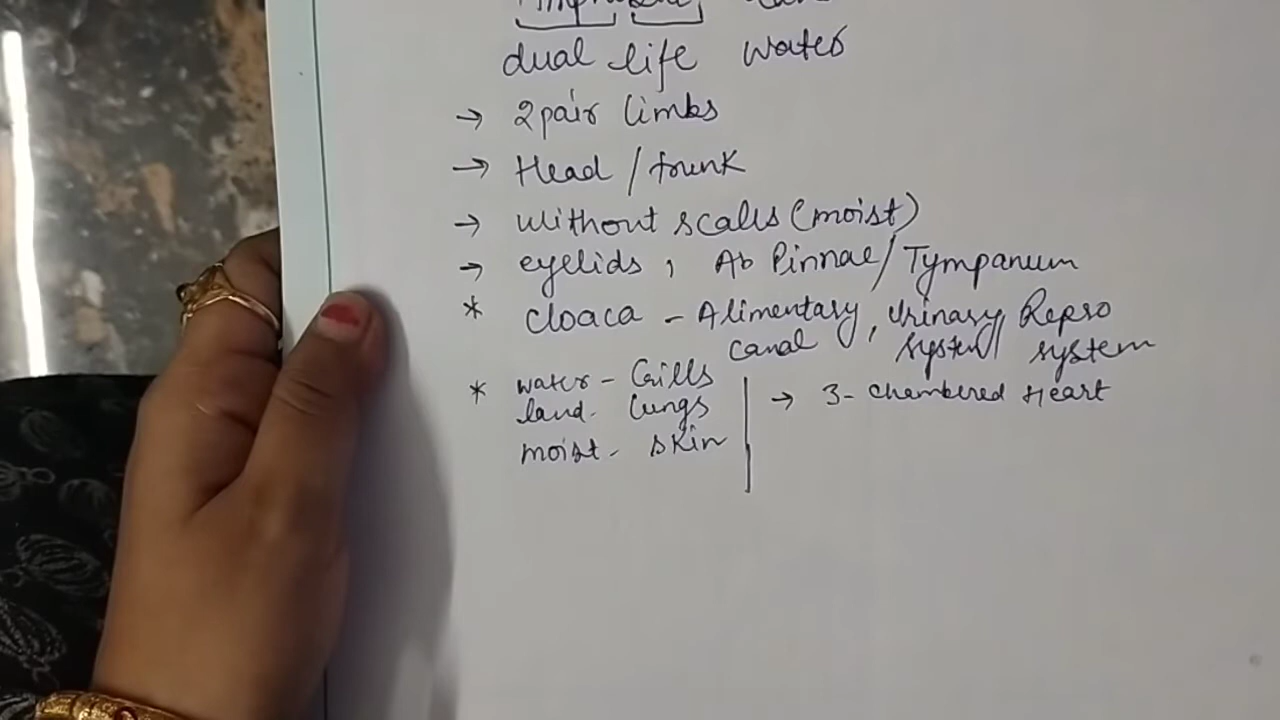 dual life water
→ 2pair limbs
→ Head / trunk
→ without scales (moist)
→ eyelids, Ab Pinnae/Tympanum
* cloaca - Alimentary canal, Urinary system/ Repro system
* water - Gills
land - lungs
moist - skin
→ 3-chambered Heart